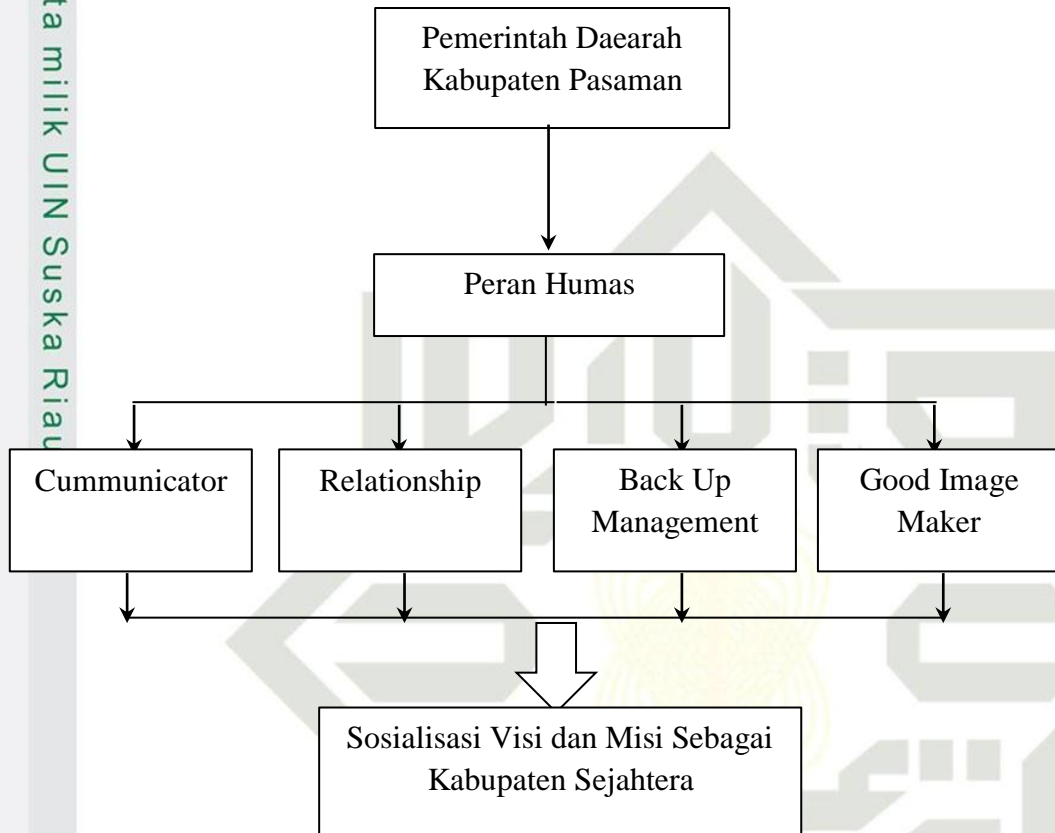 ta milik UIN Suska Riau
Pemerintah Daearah
Kabupaten Pasaman
Peran Humas
Cummunicator
Relationship
Back Up
Management
Good Image
Maker
Sosialisasi Visi dan Misi Sebagai
Kabupaten Sejahtera